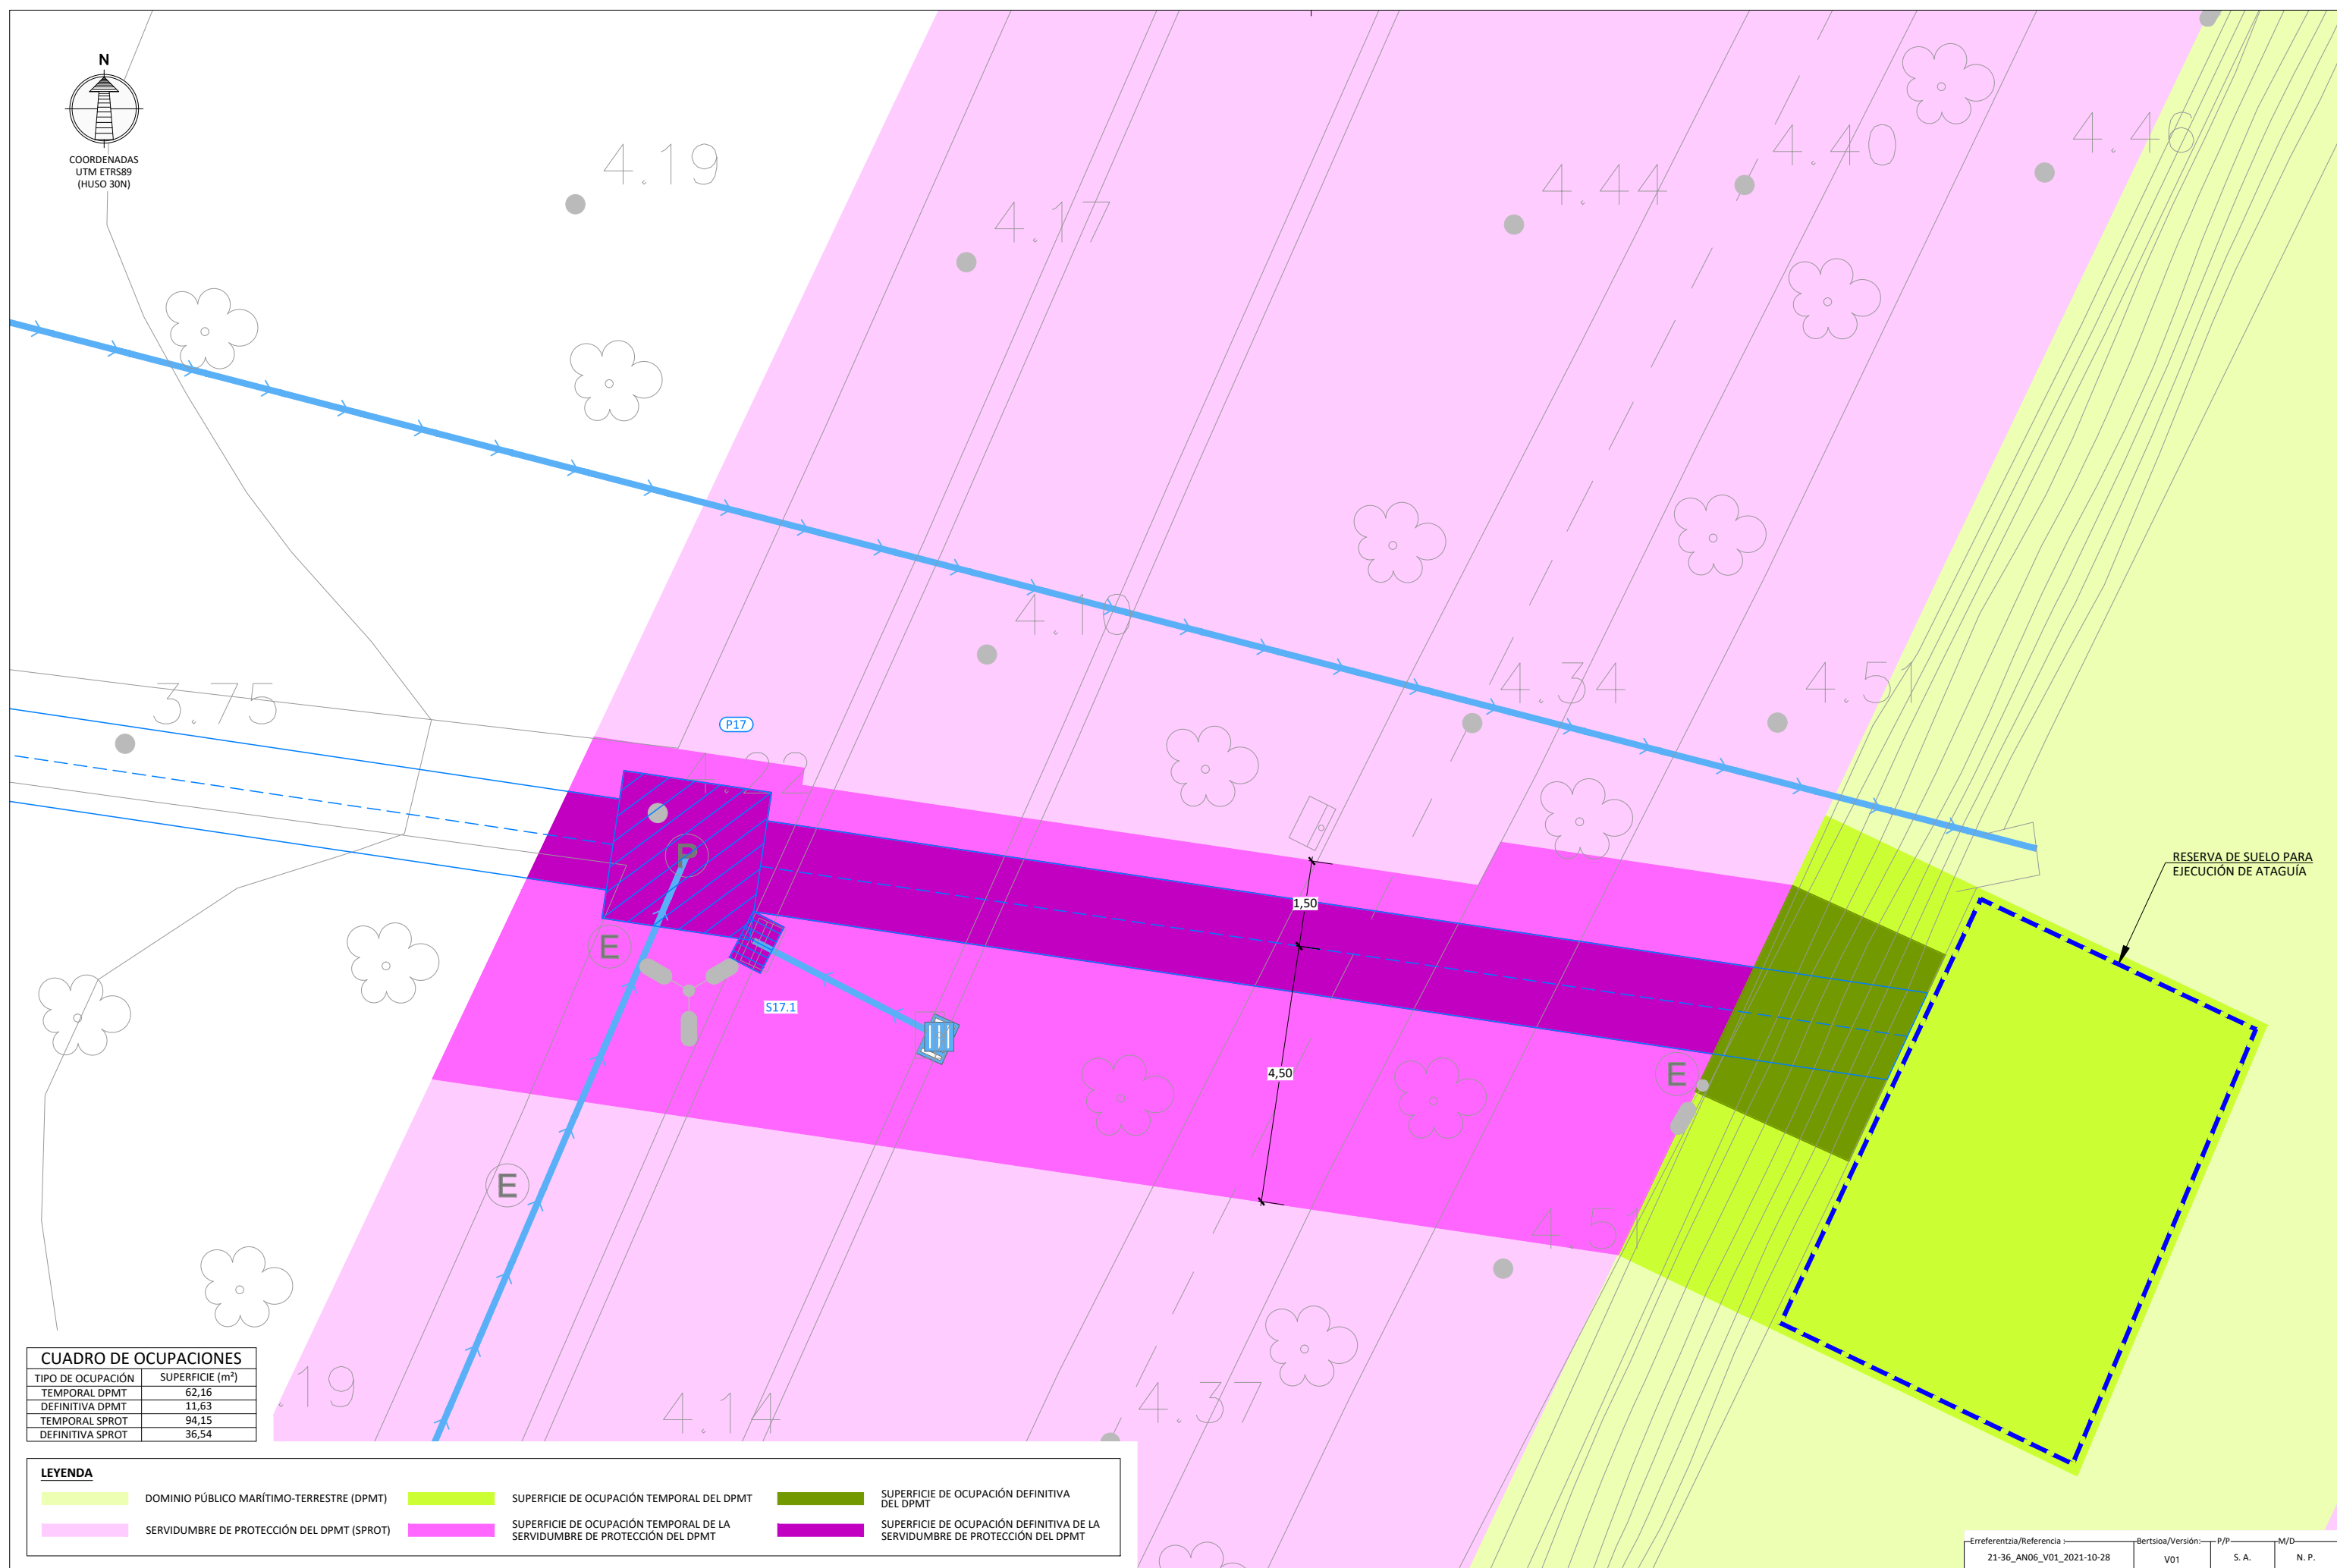 N
COORDENADAS
UTM ETRS89
(HUSO 30N)
4.19
4.17
4.44
4.40
4.46
4.10
4.34
4.51
3.75
P17
4.22
P
RESERVA DE SUELO PARA
EJECUCIÓN DE ATAGUÍA
1,50
E
S17.1
4,50
E
E
4.51
.19
4.14
4.37
CUADRO DE OCUPACIONES
TIPO DE OCUPACIÓN SUPERFICIE (m²)
TEMPORAL DPMT 62,16
DEFINITIVA DPMT 11,63
TEMPORAL SPROT 94,15
DEFINITIVA SPROT 36,54
LEYENDA
DOMINIO PÚBLICO MARÍTIMO-TERRESTRE (DPMT)
SERVIDUMBRE DE PROTECCIÓN DEL DPMT (SPROT)
SUPERFICIE DE OCUPACIÓN TEMPORAL DEL DPMT
SUPERFICIE DE OCUPACIÓN TEMPORAL DE LA
SERVIDUMBRE DE PROTECCIÓN DEL DPMT
SUPERFICIE DE OCUPACIÓN DEFINITIVA
DEL DPMT
SUPERFICIE DE OCUPACIÓN DEFINITIVA DE LA
SERVIDUMBRE DE PROTECCIÓN DEL DPMT
Erreferentzia/Referencia : Bertsioa/Versión: P/P M/D
21-36_AN06_V01_2021-10-28 V01 S. A. N. P.